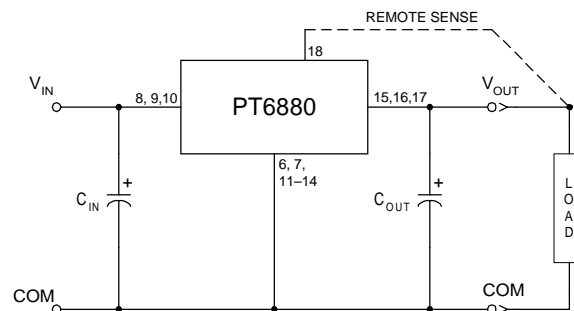 REMOTE SENSE
18
V IN
8, 9,10
PT6880
15,16,17
V OUT
6, 7,
11–14
+
C IN
+
C OUT
LOAD
COM
COM